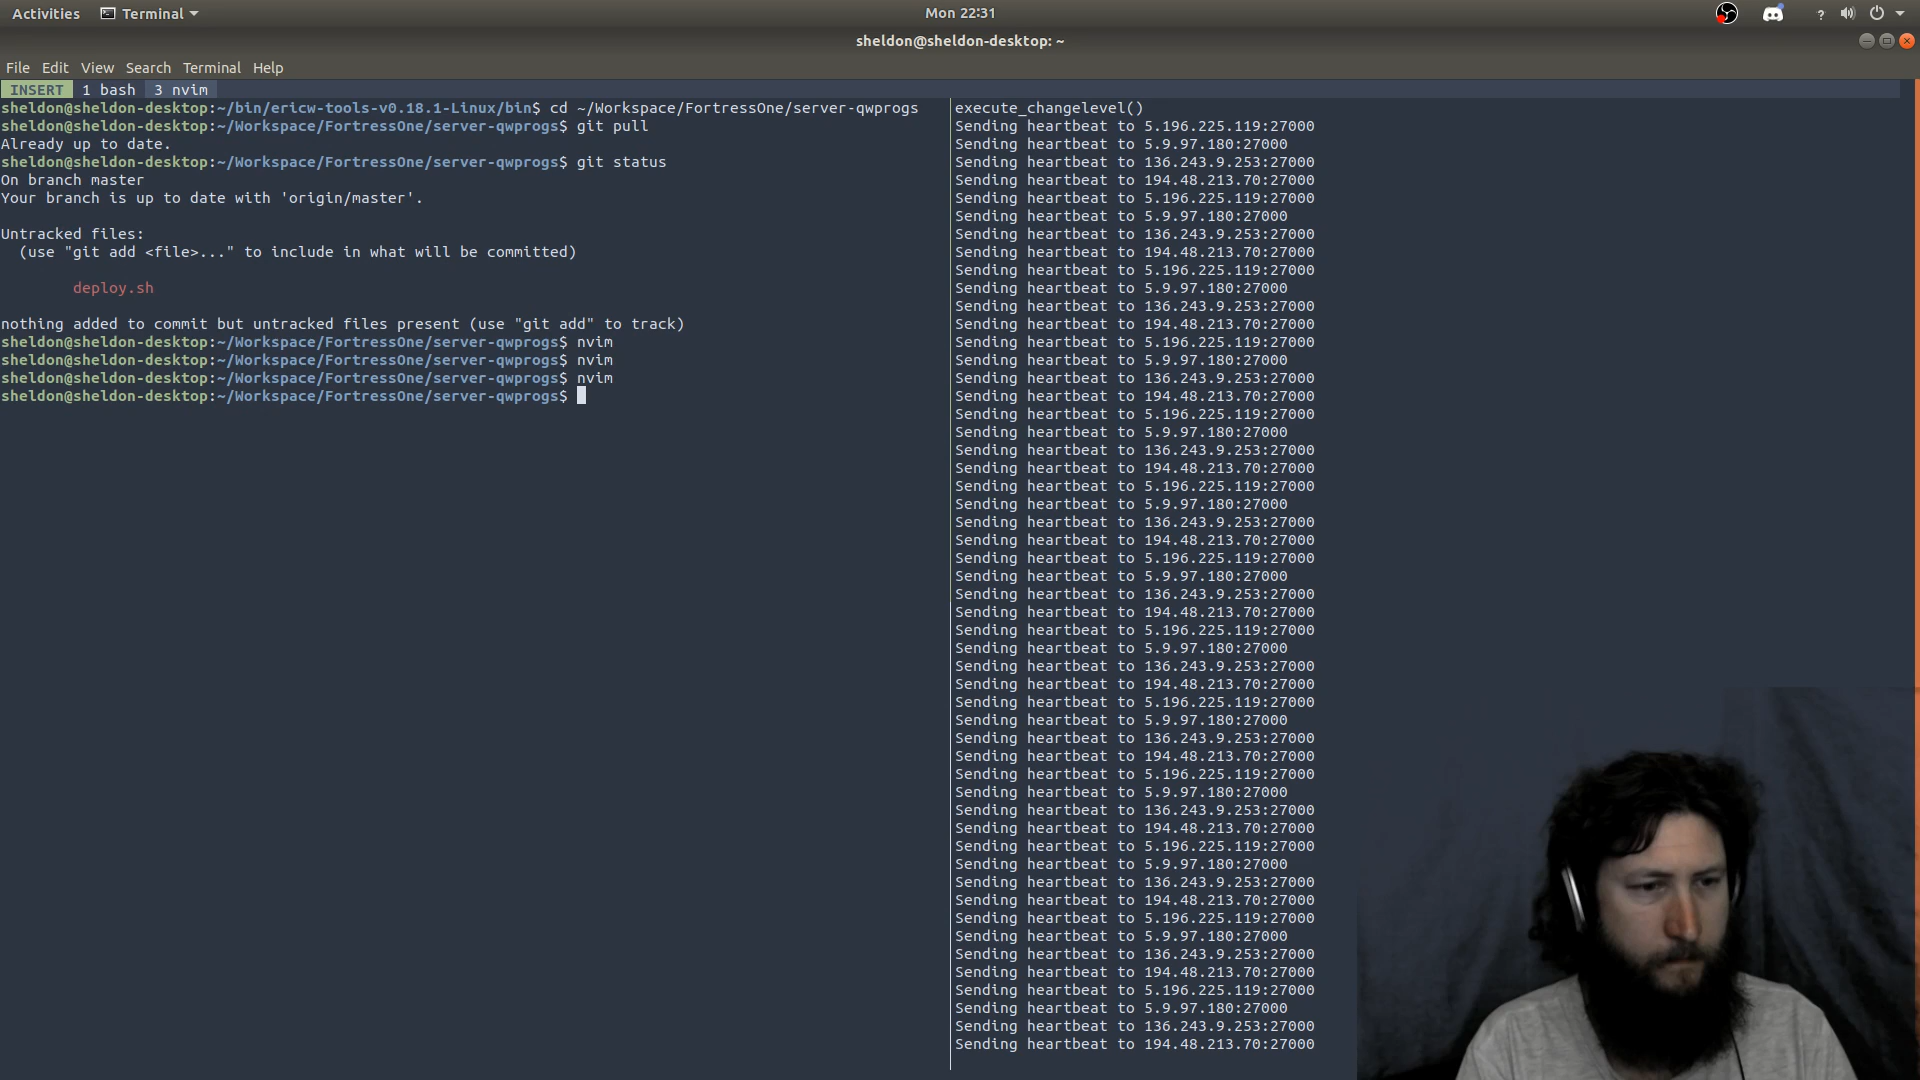 Activities Terminal Mon 22:31 ?
sheldon@sheldon-desktop: ~
File Edit View Search Terminal Help
INSERT 1 bash 3 nvim
sheldon@sheldon-desktop:~/bin/ericw-tools-v0.18.1-Linux/bin$ cd ~/Workspace/FortressOne/server-qwprogs
sheldon@sheldon-desktop:~/Workspace/FortressOne/server-qwprogs$ git pull
Already up to date.
sheldon@sheldon-desktop:~/Workspace/FortressOne/server-qwprogs$ git status
On branch master
Your branch is up to date with 'origin/master'.
Untracked files:
(use "git add <file>..." to include in what will be committed)
deploy.sh
nothing added to commit but untracked files present (use "git add" to track)
sheldon@sheldon-desktop:~/Workspace/FortressOne/server-qwprogs$ nvim
sheldon@sheldon-desktop:~/Workspace/FortressOne/server-qwprogs$ nvim
sheldon@sheldon-desktop:~/Workspace/FortressOne/server-qwprogs$ nvim
sheldon@sheldon-desktop:~/Workspace/FortressOne/server-qwprogs$
execute_changelevel()
Sending heartbeat to 5.196.225.119:27000
Sending heartbeat to 5.9.97.180:27000
Sending heartbeat to 136.243.9.253:27000
Sending heartbeat to 194.48.213.70:27000
Sending heartbeat to 5.196.225.119:27000
Sending heartbeat to 5.9.97.180:27000
Sending heartbeat to 136.243.9.253:27000
Sending heartbeat to 194.48.213.70:27000
Sending heartbeat to 5.196.225.119:27000
Sending heartbeat to 5.9.97.180:27000
Sending heartbeat to 136.243.9.253:27000
Sending heartbeat to 194.48.213.70:27000
Sending heartbeat to 5.196.225.119:27000
Sending heartbeat to 5.9.97.180:27000
Sending heartbeat to 136.243.9.253:27000
Sending heartbeat to 194.48.213.70:27000
Sending heartbeat to 5.196.225.119:27000
Sending heartbeat to 5.9.97.180:27000
Sending heartbeat to 136.243.9.253:27000
Sending heartbeat to 194.48.213.70:27000
Sending heartbeat to 5.196.225.119:27000
Sending heartbeat to 5.9.97.180:27000
Sending heartbeat to 136.243.9.253:27000
Sending heartbeat to 194.48.213.70:27000
Sending heartbeat to 5.196.225.119:27000
Sending heartbeat to 5.9.97.180:27000
Sending heartbeat to 136.243.9.253:27000
Sending heartbeat to 194.48.213.70:27000
Sending heartbeat to 5.196.225.119:27000
Sending heartbeat to 5.9.97.180:27000
Sending heartbeat to 136.243.9.253:27000
Sending heartbeat to 194.48.213.70:27000
Sending heartbeat to 5.196.225.119:27000
Sending heartbeat to 5.9.97.180:27000
Sending heartbeat to 136.243.9.253:27000
Sending heartbeat to 194.48.213.70:27000
Sending heartbeat to 5.196.225.119:27000
Sending heartbeat to 5.9.97.180:27000
Sending heartbeat to 136.243.9.253:27000
Sending heartbeat to 194.48.213.70:27000
Sending heartbeat to 5.196.225.119:27000
Sending heartbeat to 5.9.97.180:27000
Sending heartbeat to 136.243.9.253:27000
Sending heartbeat to 194.48.213.70:27000
Sending heartbeat to 5.196.225.119:27000
Sending heartbeat to 5.9.97.180:27000
Sending heartbeat to 136.243.9.253:27000
Sending heartbeat to 194.48.213.70:27000
Sending heartbeat to 5.196.225.119:27000
Sending heartbeat to 5.9.97.180:27000
Sending heartbeat to 136.243.9.253:27000
Sending heartbeat to 194.48.213.70:27000